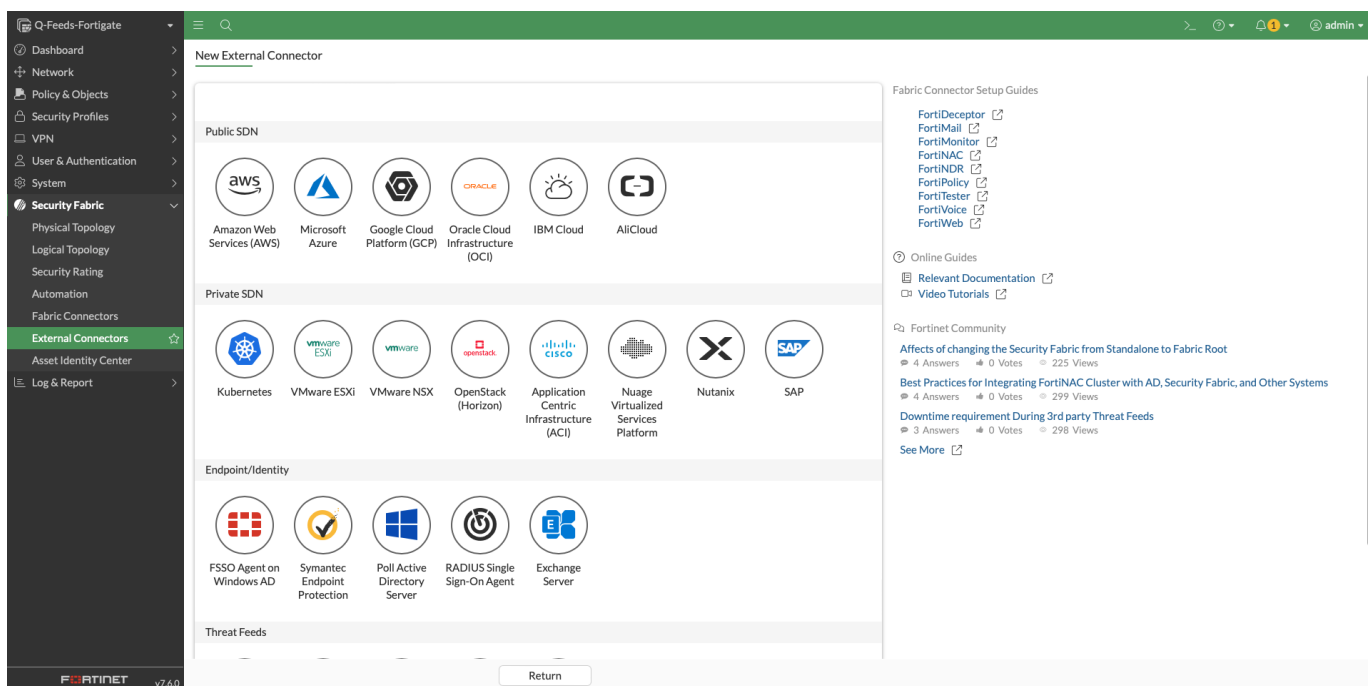 Q-Feeds-Fortigate
Dashboard
Network
Policy & Objects
Security Profiles
VPN
User & Authentication
System
Security Fabric
Physical Topology
Logical Topology
Security Rating
Automation
Fabric Connectors
External Connectors
Asset Identity Center
Log & Report
FORTINET v7.6.0
1
admin
New External Connector
Public SDN
aws
ORACLE
Amazon Web
Services (AWS)
Microsoft
Azure
Google Cloud
Platform (GCP)
Oracle Cloud
Infrastructure
(OCI)
IBM Cloud
AliCloud
Private SDN
vmware
ESXi
vmware
openstack.
CISCO
SAP
Kubernetes
VMware ESXi
VMware NSX
OpenStack
(Horizon)
Application
Centric
Infrastructure
(ACI)
Nuage
Virtualized
Services
Platform
Nutanix
SAP
Endpoint/Identity
E
FSSO Agent on
Windows AD
Symantec
Endpoint
Protection
Poll Active
Directory
Server
RADIUS Single
Sign-On Agent
Exchange
Server
Threat Feeds
Return
Fabric Connector Setup Guides
FortiDeceptor
FortiMail
FortiMonitor
FortiNAC
FortiNDR
FortiPolicy
FortiTester
FortiVoice
FortiWeb
Online Guides
Relevant Documentation
Video Tutorials
Fortinet Community
Affects of changing the Security Fabric from Standalone to Fabric Root
4 Answers 0 Votes 225 Views
Best Practices for Integrating FortiNAC Cluster with AD, Security Fabric, and Other Systems
4 Answers 0 Votes 299 Views
Downtime requirement During 3rd party Threat Feeds
3 Answers 0 Votes 298 Views
See More